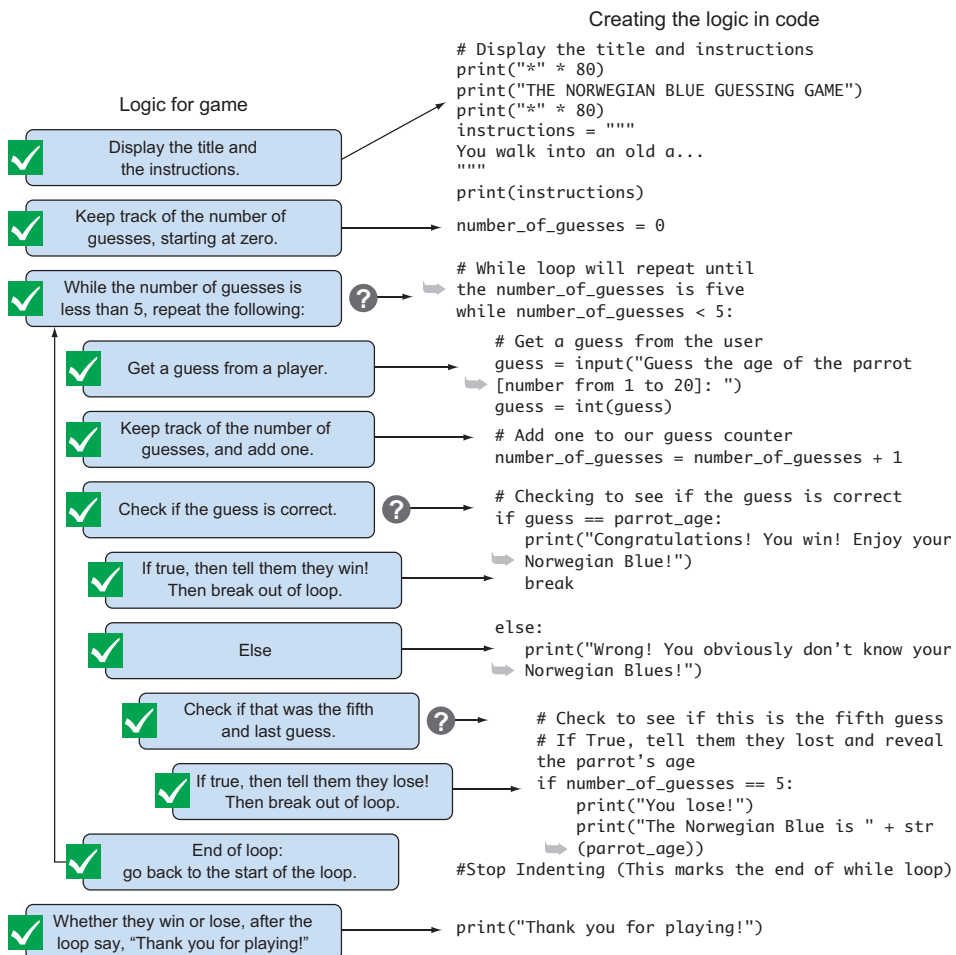 Creating the logic in code
Logic for game
Display the title and
the instructions.
# Display the title and instructions
print("*" * 80)
print("THE NORWEGIAN BLUE GUESSING GAME")
print("*" * 80)
instructions = """
You walk into an old a...
"""
print(instructions)
Keep track of the number of
guesses, starting at zero.
number_of_guesses = 0
While the number of guesses is
less than 5, repeat the following:
?
# While loop will repeat until
the number_of_guesses is five
while number_of_guesses < 5:
Get a guess from a player.
# Get a guess from the user
guess = input("Guess the age of the parrot
[number from 1 to 20]: ")
guess = int(guess)
Keep track of the number of
guesses, and add one.
# Add one to our guess counter
number_of_guesses = number_of_guesses + 1
Check if the guess is correct.
?
# Checking to see if the guess is correct
if guess == parrot_age:
print("Congratulations! You win! Enjoy your
Norwegian Blue!")
break
If true, then tell them they win!
Then break out of loop.
Else
else:
print("Wrong! You obviously don't know your
Norwegian Blues!")
Check if that was the fifth
and last guess.
?
# Check to see if this is the fifth guess
# If True, tell them they lost and reveal
the parrot's age
if number_of_guesses == 5:
print("You lose!")
print("The Norwegian Blue is " + str
(parrot_age))
If true, then tell them they lose!
Then break out of loop.
End of loop:
go back to the start of the loop.
#Stop Indenting (This marks the end of while loop)
Whether they win or lose, after the
loop say, “Thank you for playing!”
print("Thank you for playing!")